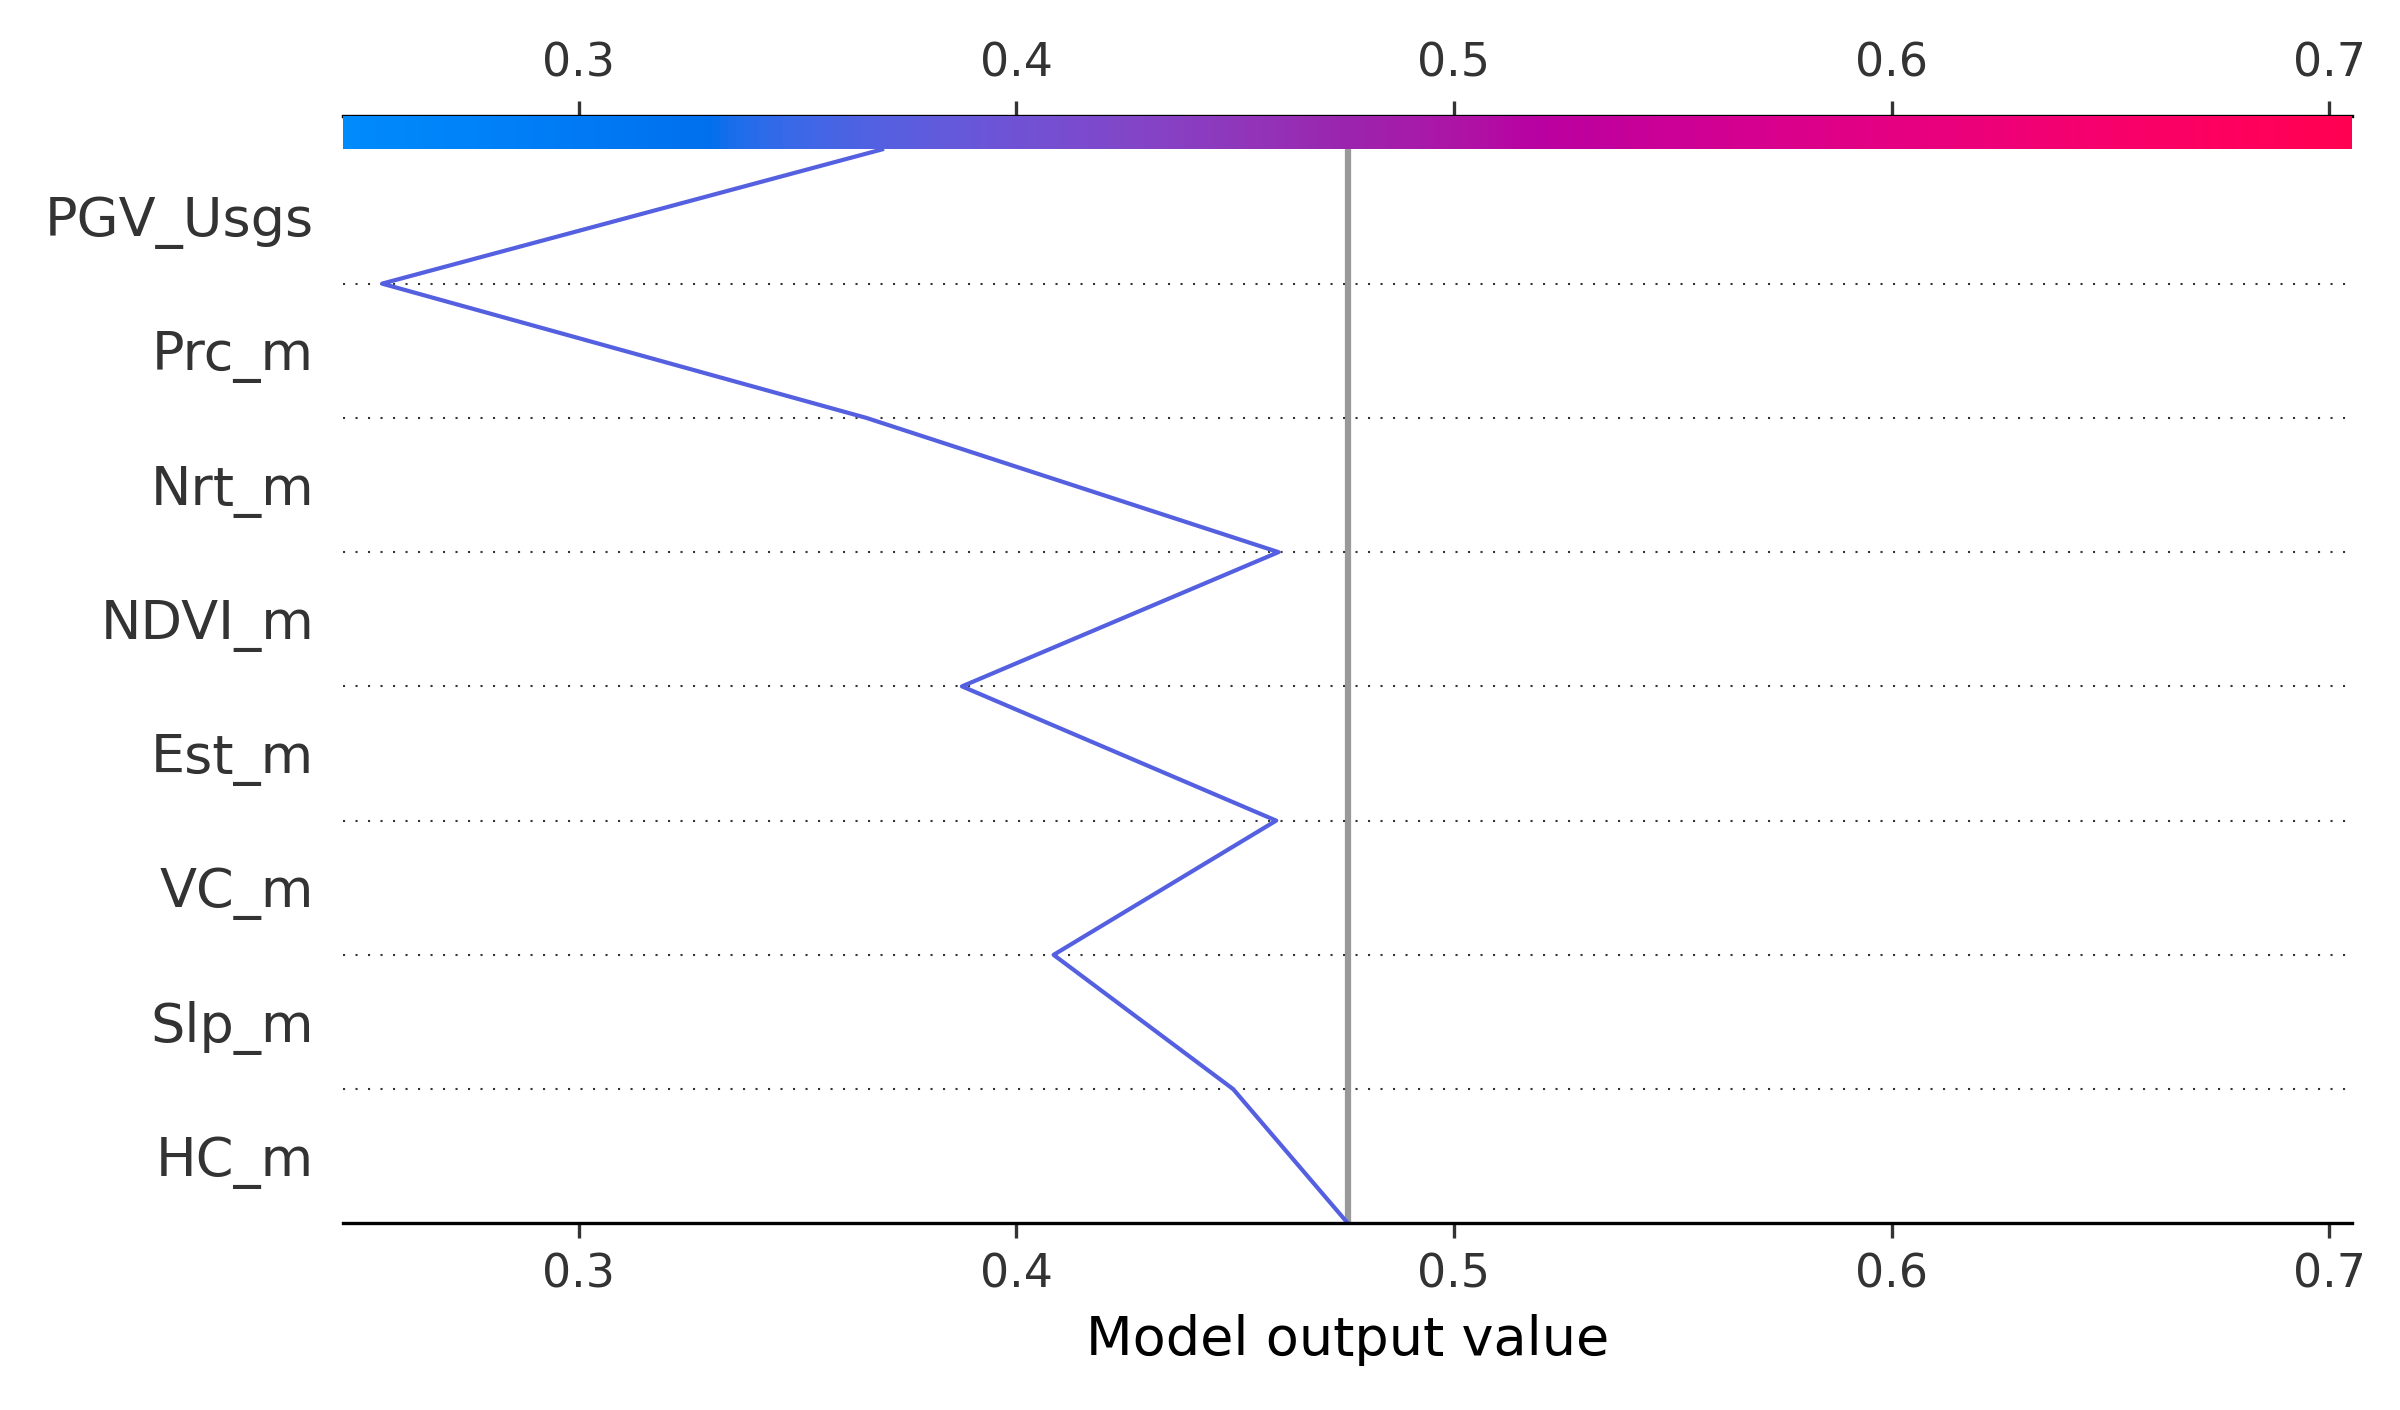 0.3 0.4 0.5 0.6 0.7
PGV_Usgs
Prc_m
Nrt_m
NDVI_m
Est_m
VC_m
Slp_m
HC_m
0.3 0.4 0.5 0.6 0.7
Model output value